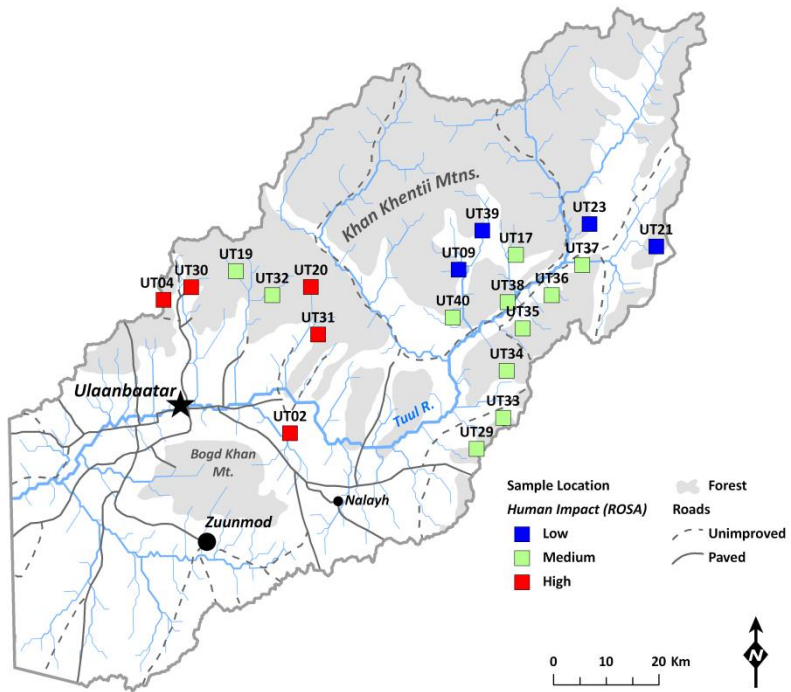 Khan Khentii Mtns.
UT39
UT23
UT21
UT17
UT09
UT37
UT19
UT30
UT20
UT32
UT04
UT36
UT38
UT40
UT35
UT31
UT34
Ulaanbaatar
Tuul R.
UT33
UT02
UT29
Bogd Khan
Mt.
Nalayh
Zuunmod
Sample Location
Human Impact (ROSA)
Low
Medium
High
Forest
Roads
Unimproved
Paved
0 10 20 Km
N